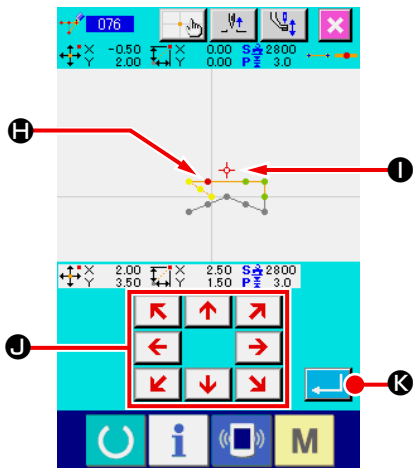 076
X -0.50 X 0.00 S 2800
Y 2.00 Y 0.00 P 3.0
H
I
X 2.00 X 2.50 S 2800
Y 3.50 Y 1.50 P 3.0
J
K
i M